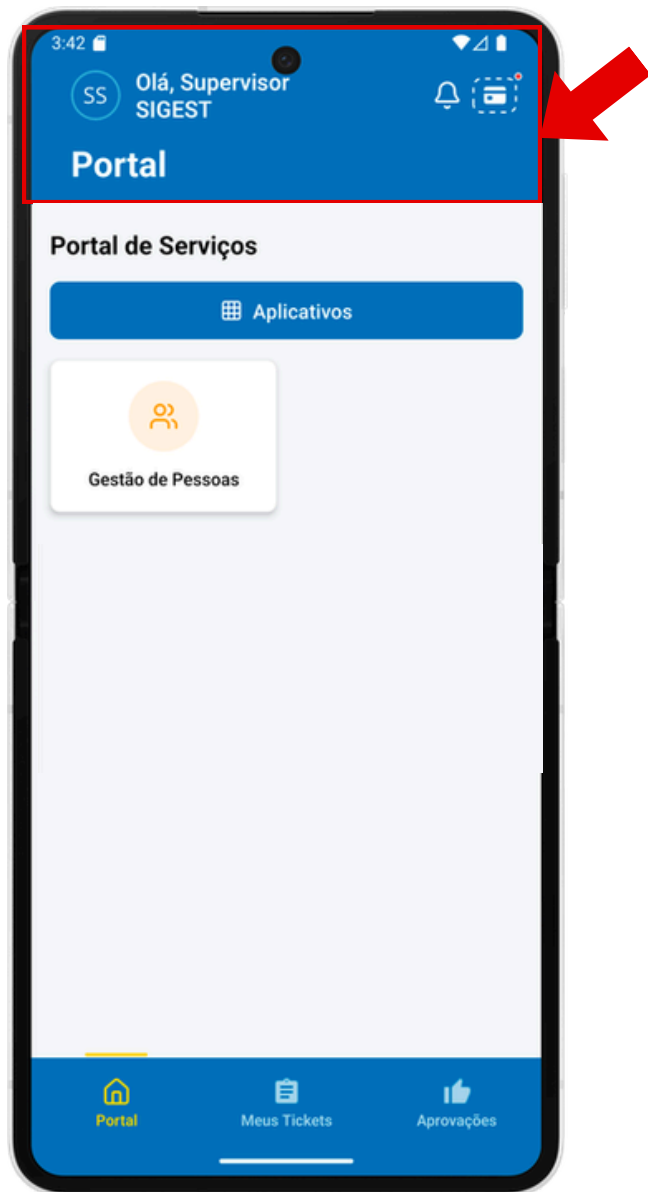 3:42
SS
Olá, Supervisor
SIGEST
Portal
Portal de Serviços
Aplicativos
Gestão de Pessoas
Portal
Meus Tickets
Aprovações